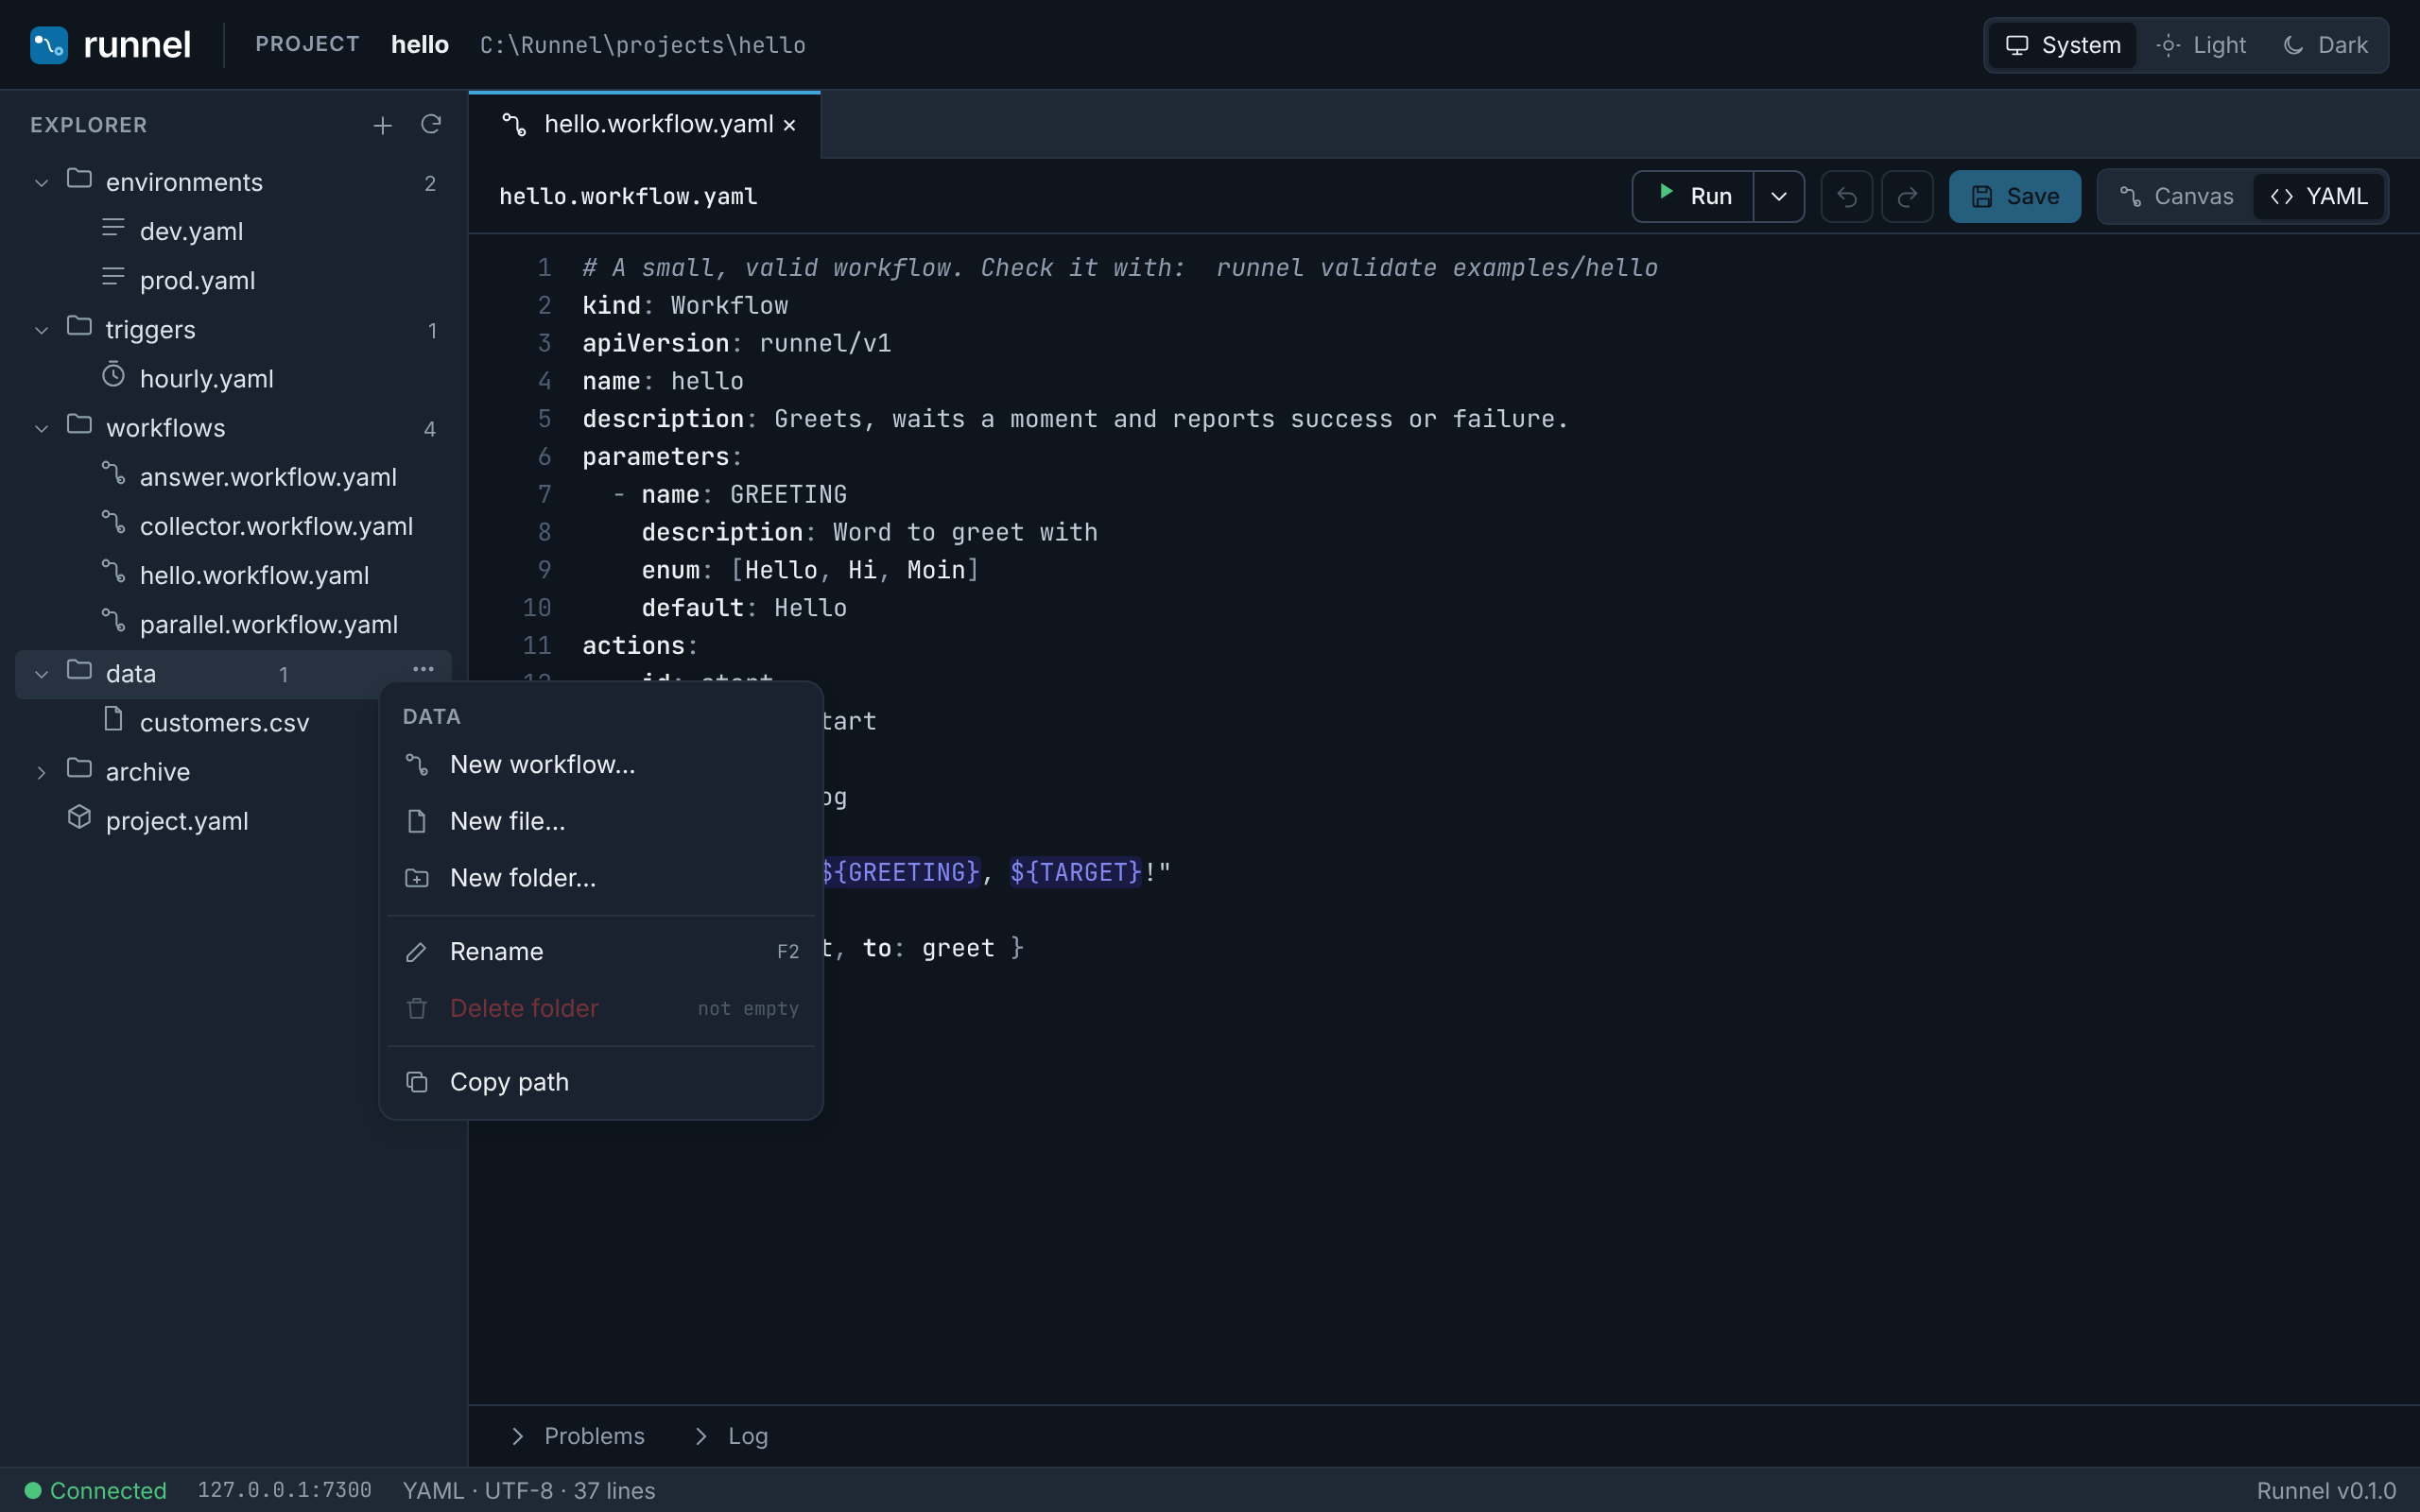 runnel PROJECT hello C:\Runnel\projects\hello System Light Dark
EXPLORER
environments 2
dev.yaml
prod.yaml
triggers 1
hourly.yaml
workflows 4
answer.workflow.yaml
collector.workflow.yaml
hello.workflow.yaml
parallel.workflow.yaml
data 1
customers.csv
archive
project.yaml
hello.workflow.yaml ×
hello.workflow.yaml Run Save Canvas YAML
1 # A small, valid workflow. Check it with:  runnel validate examples/hello
2 kind: Workflow
3 apiVersion: runnel/v1
4 name: hello
5 description: Greets, waits a moment and reports success or failure.
6 parameters:
7   - name: GREETING
8     description: Word to greet with
9     enum: [Hello, Hi, Moin]
10     default: Hello
11 actions:
12 id: start
tart
og
${GREETING}, ${TARGET}!"
t, to: greet }
DATA
New workflow...
New file...
New folder...
Rename F2
Delete folder not empty
Copy path
Problems Log
Connected 127.0.0.1:7300 YAML · UTF-8 · 37 lines Runnel v0.1.0